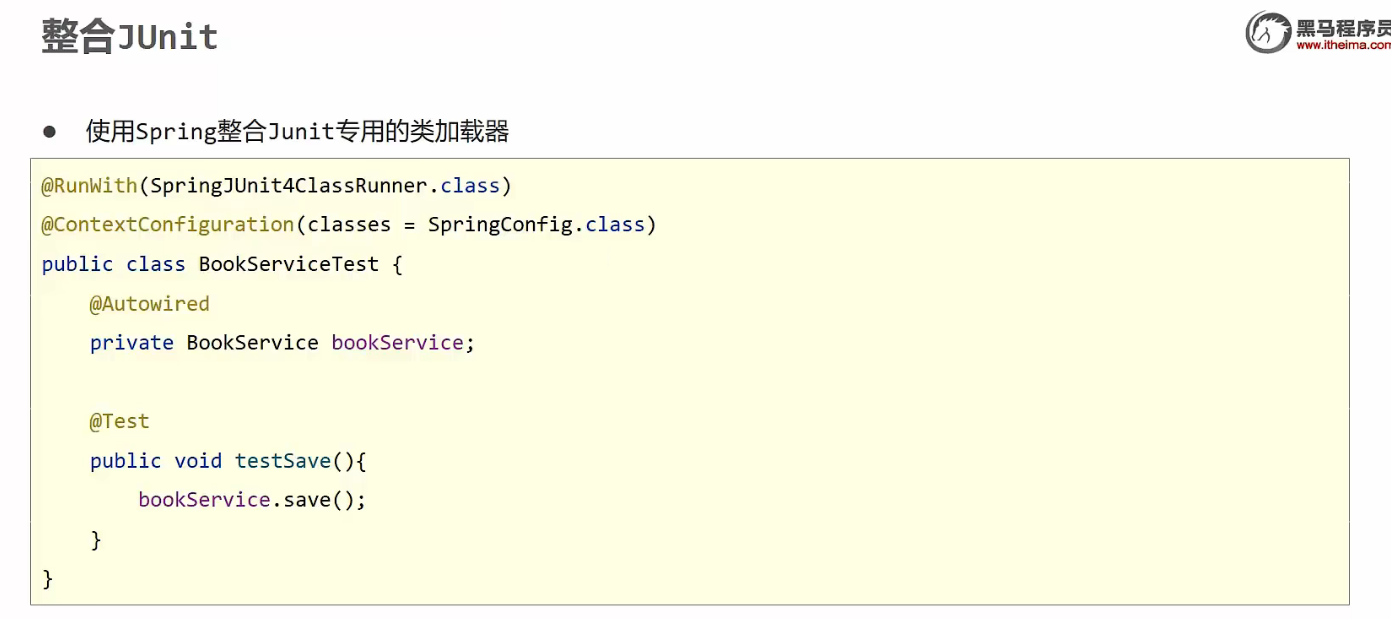 整合JUnit
黑马程序员
www.itheima.com
● 使用Spring整合Junit专用的类加载器
@RunWith(SpringJUnit4ClassRunner.class)
@ContextConfiguration(classes = SpringConfig.class)
public class BookServiceTest {
    @Autowired
    private BookService bookService;
    @Test
    public void testSave(){
        bookService.save();
    }
}